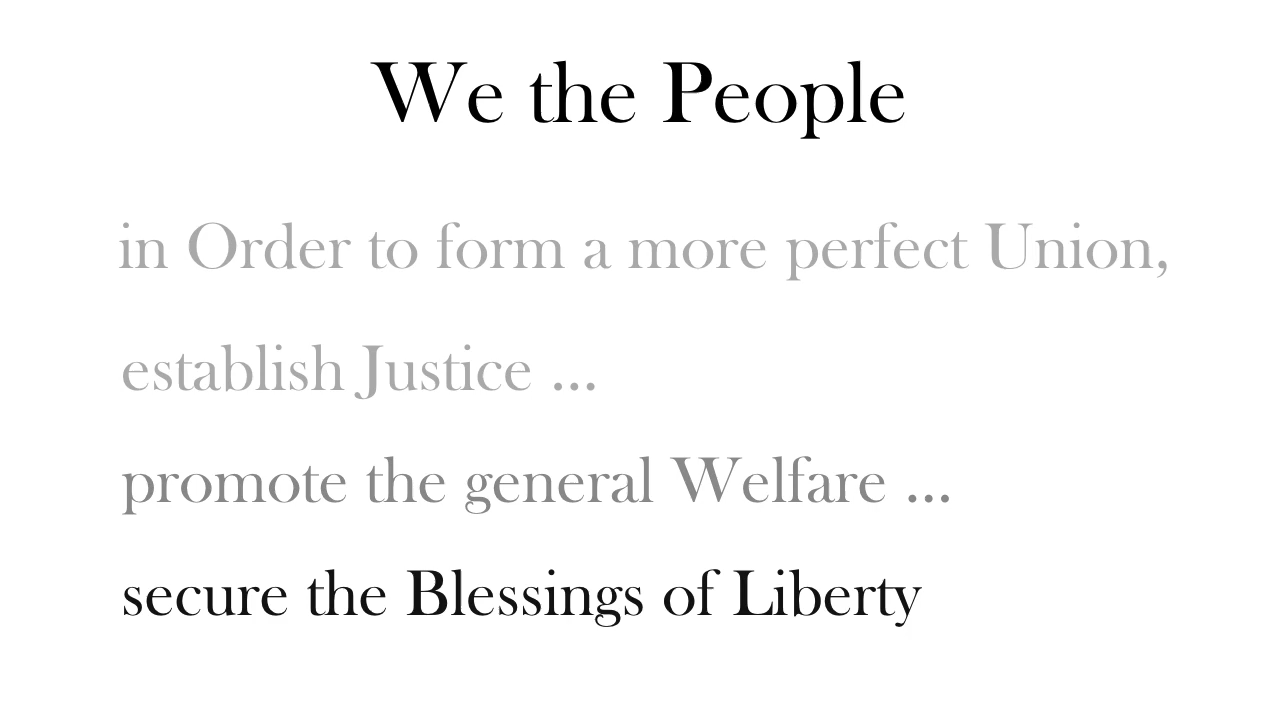 We the People
in Order to form a more perfect Union,
establish Justice ...
promote the general Welfare ...
secure the Blessings of Liberty